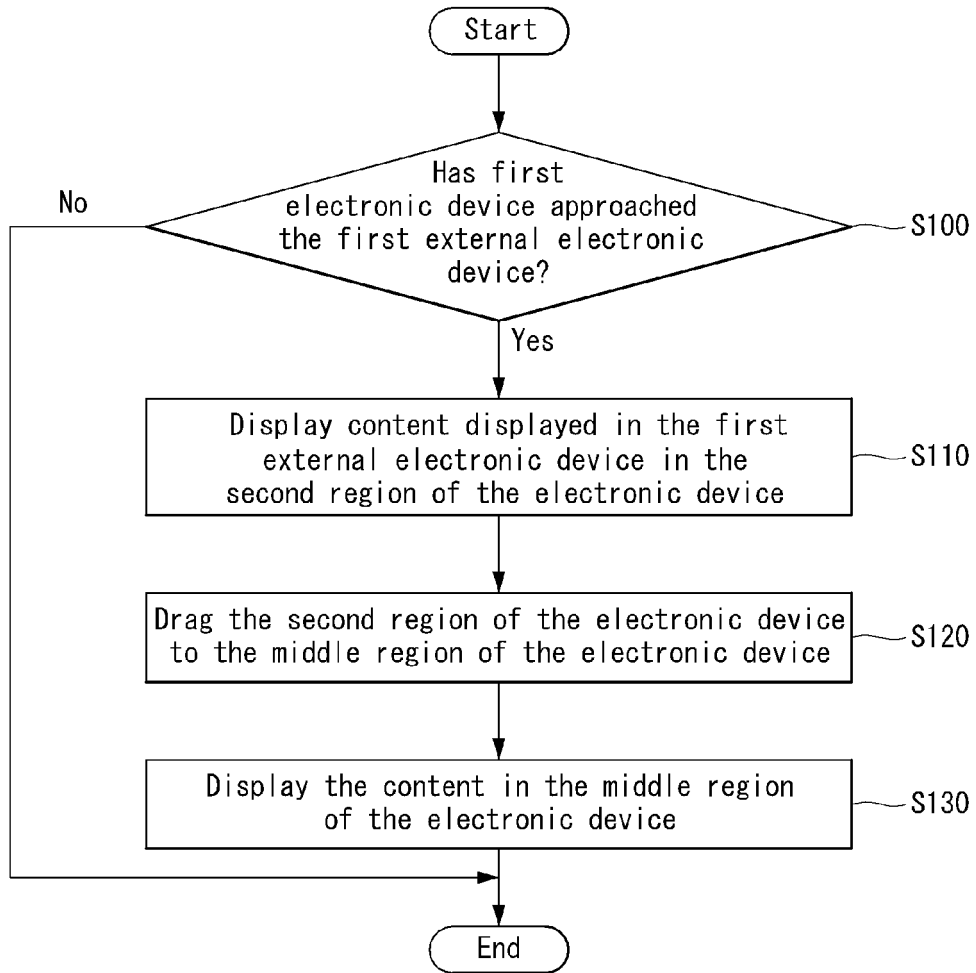 Start
Has first
electronic device approached
the first external electronic
device?
No
S100
Yes
Display content displayed in the first
external electronic device in the
second region of the electronic device
S110
Drag the second region of the electronic device
to the middle region of the electronic device
S120
Display the content in the middle region
of the electronic device
S130
End